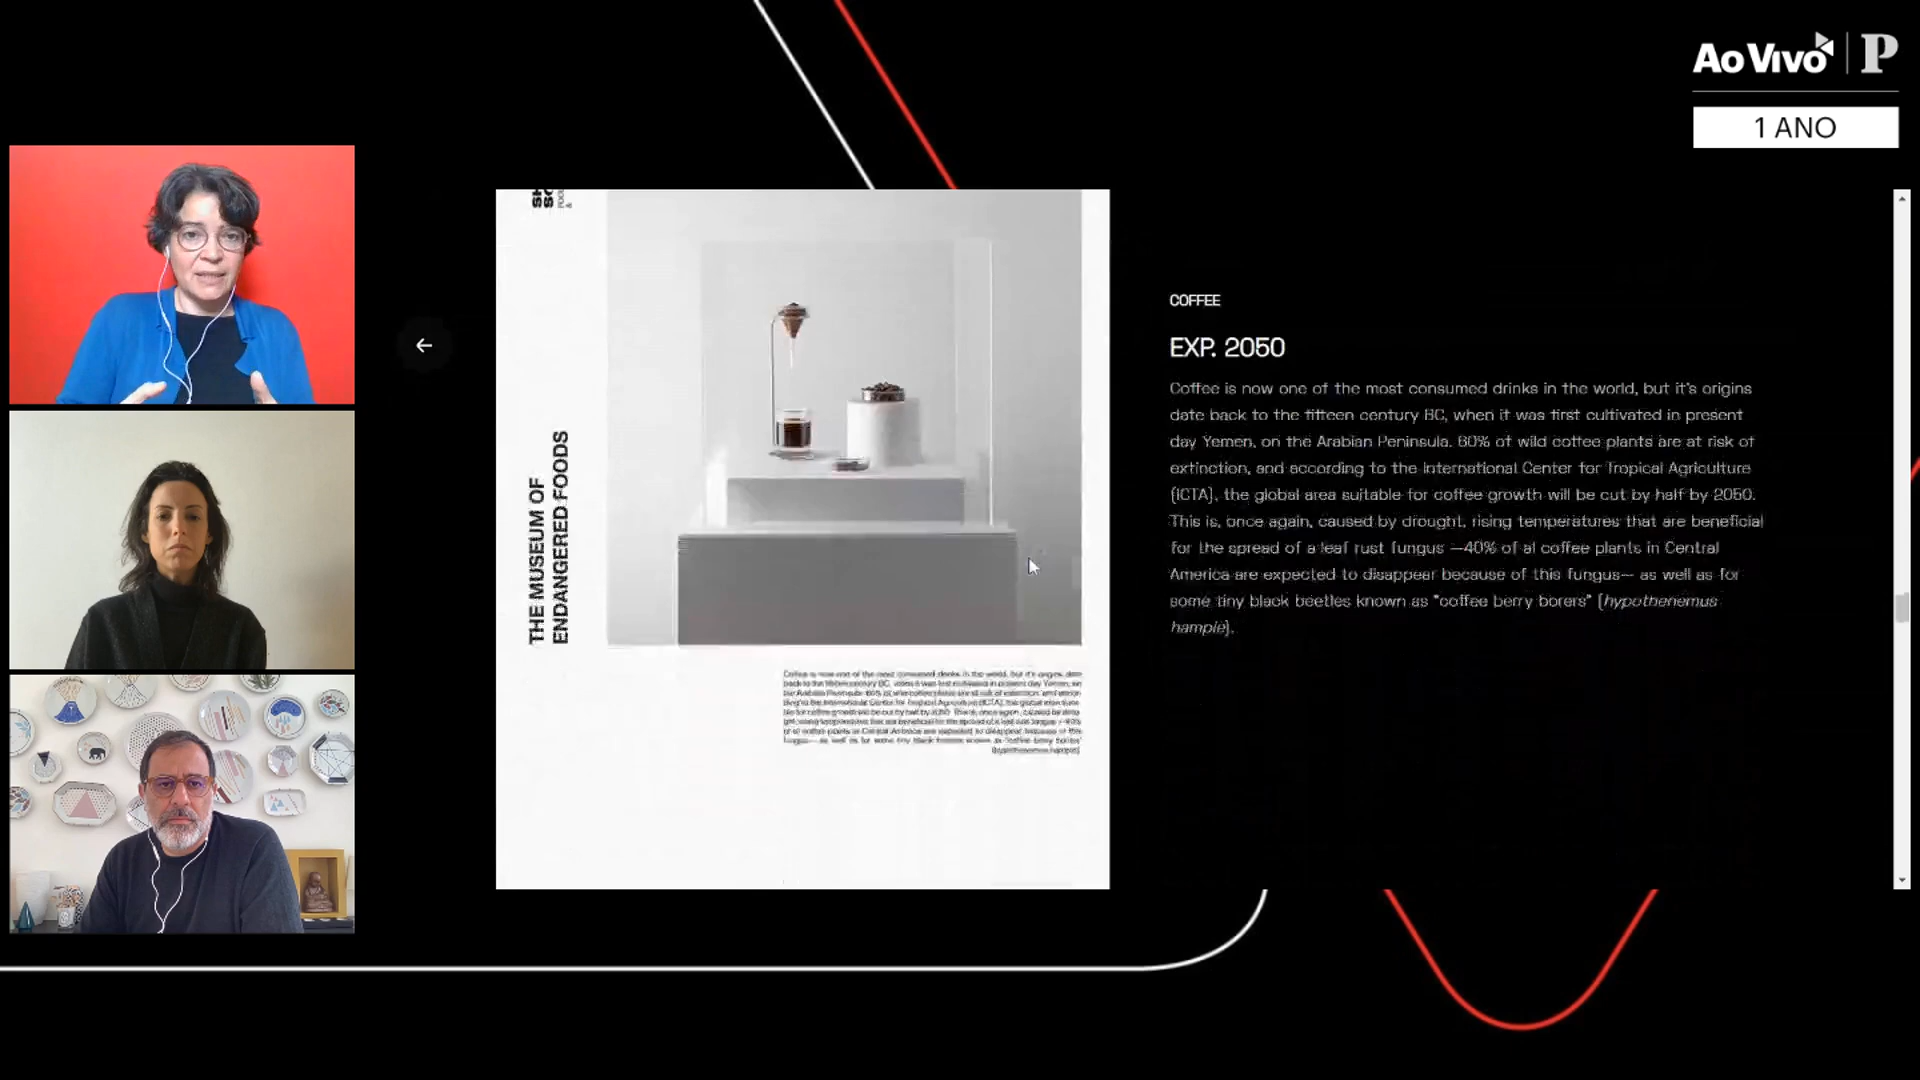 Ao Vivo P
1 ANO
THE MUSEUM OF
ENDANGERED FOODS
COFFEE
EXP. 2050
Coffee is now one of the most consumed drinks in the world, but it's origins
date back to the fifteen century BC, when it was first cultivated in present
day Yemen, on the Arabian Peninsula. 60% of wild coffee plants are at risk of
extinction, and according to the International Center for Tropical Agriculture
(ICTA), the global area suitable for coffee growth will be cut by half by 2050.
This is, once again, caused by drought, rising temperatures that are beneficial
for the spread of a leaf rust fungus —40% of al coffee plants in Central
America are expected to disappear because of this fungus— as well as for
some tiny black beetles known as "coffee berry borers" (hypothenemus
hampie).